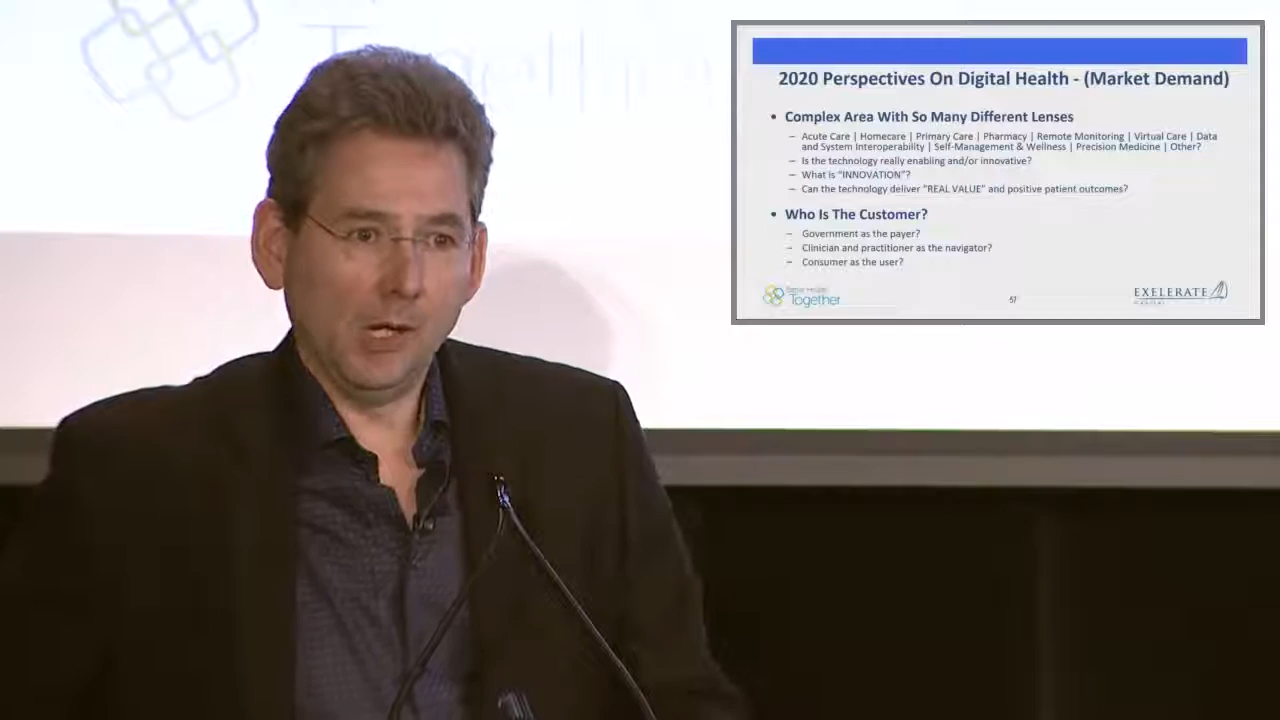 2020 Perspectives On Digital Health - (Market Demand)
• Complex Area With So Many Different Lenses
– Acute Care | Homecare | Primary Care | Pharmacy | Remote Monitoring | Virtual Care | Data
and System Interoperability | Self-Management & Wellness | Precision Medicine | Other?
– Is the technology really enabling and/or innovative?
– What is "INNOVATION"?
– Can the technology deliver "REAL VALUE" and positive patient outcomes?
• Who Is The Customer?
– Government as the payer?
– Clinician and practitioner as the navigator?
– Consumer as the user?
Better Health
Together
57
EXELERATE